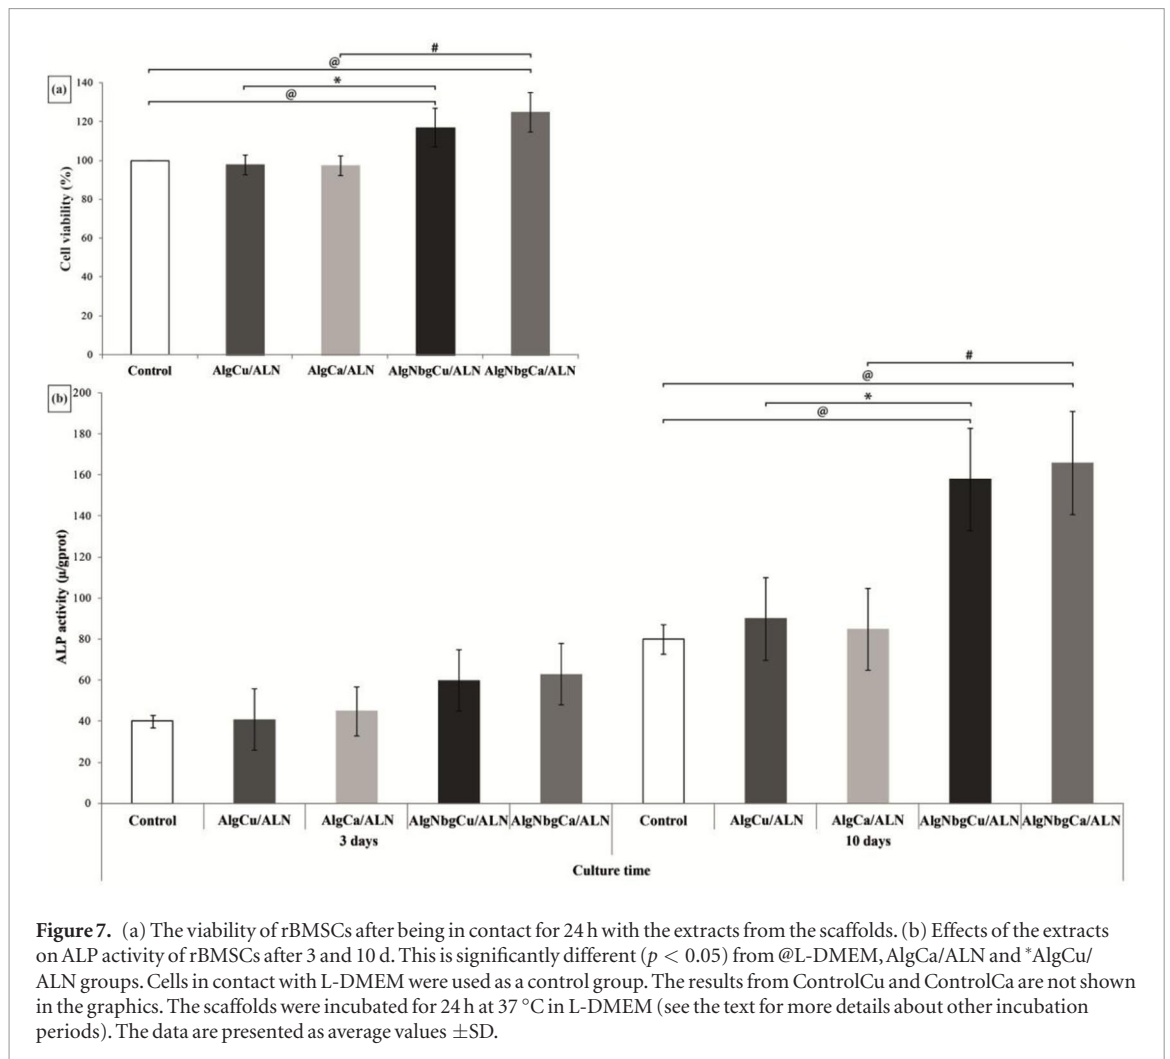 (a)
#
@
*
@
140
120
100
80
60
40
20
0
Cell viability (%)
Control AlgCu/ALN AlgCa/ALN AlgNbgCu/ALN AlgNbgCa/ALN
(b)
#
@
*
@
200
180
160
140
120
100
80
60
40
20
0
ALP activity (µ/gprot)
Control AlgCu/ALN AlgCa/ALN AlgNbgCu/ALN AlgNbgCa/ALN Control AlgCu/ALN AlgCa/ALN AlgNbgCu/ALN AlgNbgCa/ALN
3 days 10 days
Culture time
Figure 7. (a) The viability of rBMSCs after being in contact for 24 h with the extracts from the scaffolds. (b) Effects of the extracts
on ALP activity of rBMSCs after 3 and 10 d. This is significantly different (p < 0.05) from @L-DMEM, AlgCa/ALN and *AlgCu/
ALN groups. Cells in contact with L-DMEM were used as a control group. The results from ControlCu and ControlCa are not shown
in the graphics. The scaffolds were incubated for 24 h at 37 °C in L-DMEM (see the text for more details about other incubation
periods). The data are presented as average values ±SD.